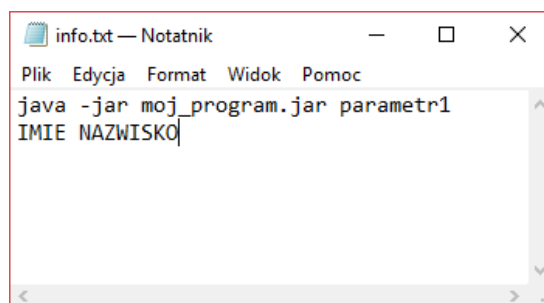 info.txt — Notatnik
Plik Edycja Format Widok Pomoc
java -jar moj_program.jar parametr1
IMIE NAZWISKO